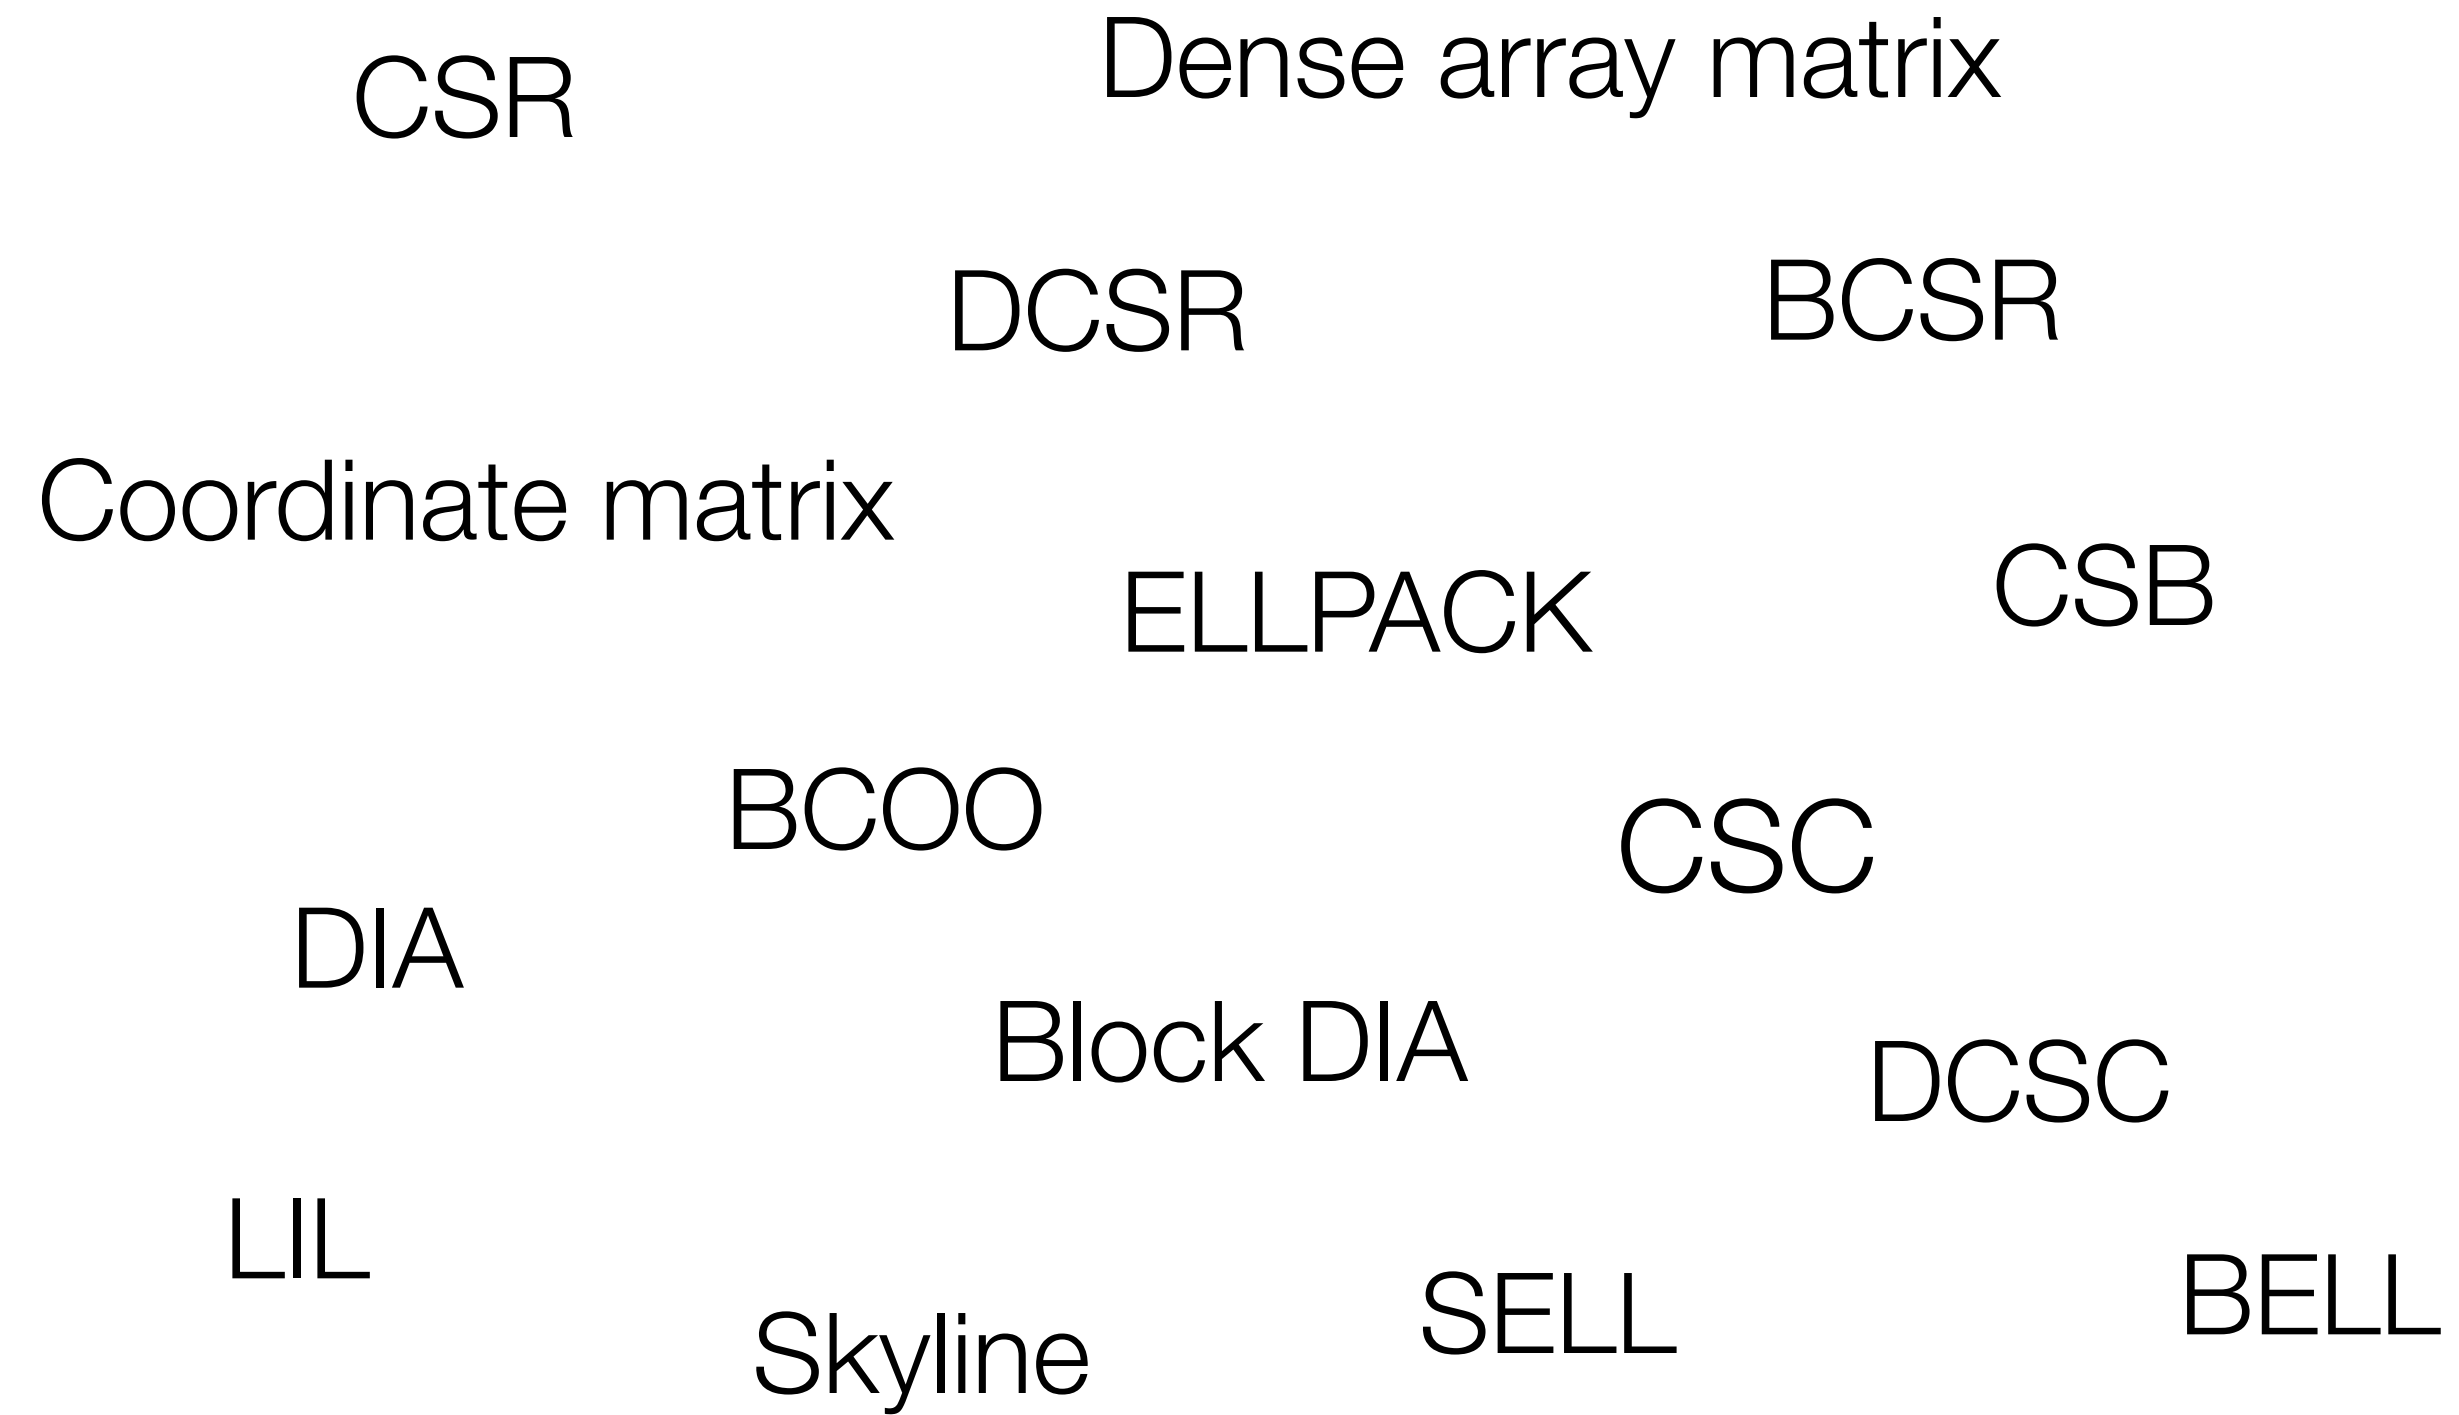 Dense array matrix
CSR
DCSR
BCSR
Coordinate matrix
ELLPACK
CSB
BCOO
CSC
DIA
Block DIA
DCSC
LIL
Skyline
SELL
BELL